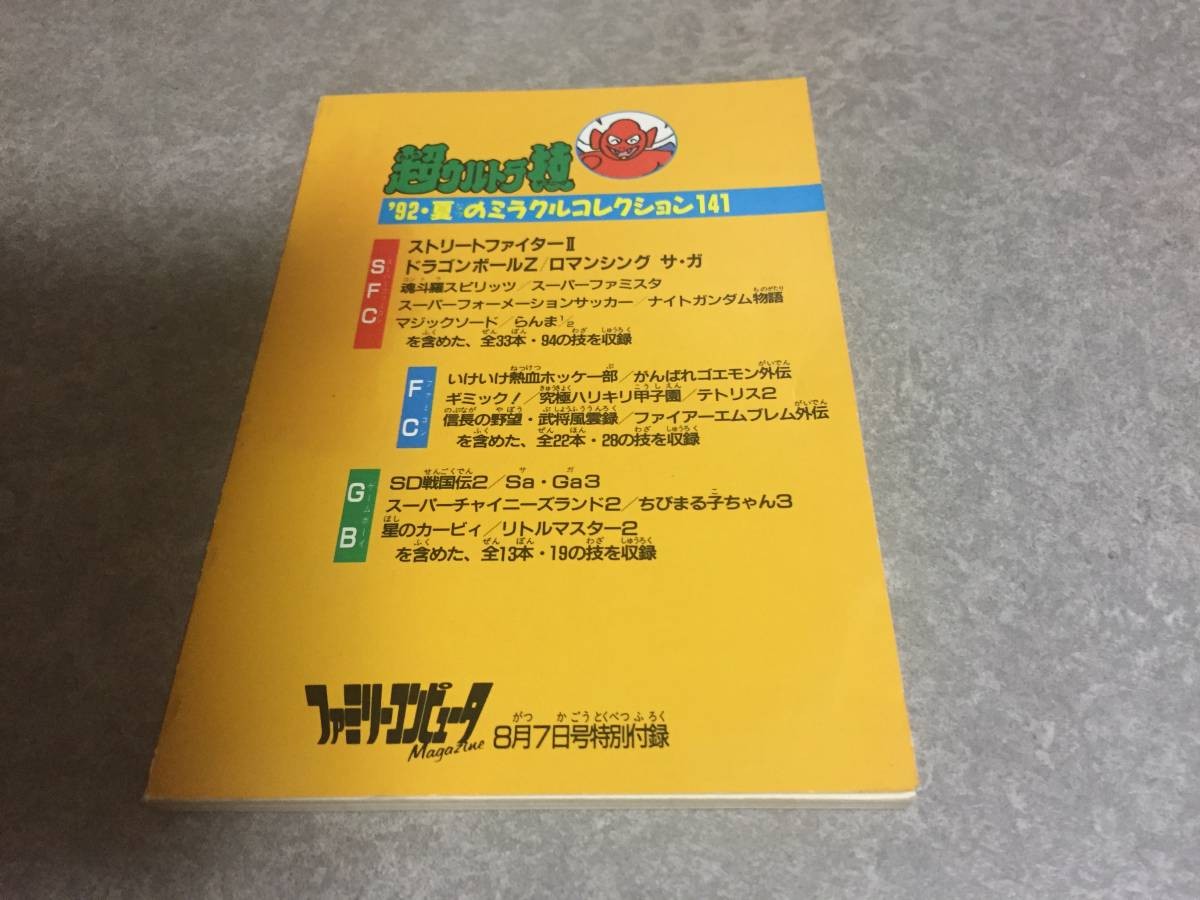 超ウルトラ技
'92・夏のミラクルコレクション141
SFC
ストリートファイターⅡ
ドラゴンボールZ/ロマンシング サ・ガ
魂斗羅スピリッツ/スーパーファミスタ
スーパーフォーメーションサッカー/ナイトガンダム物語
マジックソード/らんま1/2
を含めた、全33本・94の技を収録
FC
いけいけ熱血ホッケー部/がんばれゴエモン外伝
ギミック!/究極ハリキリ甲子園/テトリス2
信長の野望・武将風雲録/ファイアーエムブレム外伝
を含めた、全22本・28の技を収録
GB
SD戦国伝2/Sa・Ga3
スーパーチャイニーズランド2/ちびまる子ちゃん3
星のカービィ/リトルマスター2
を含めた、全13本・19の技を収録
ファミリーコンピュータ Magazine 8月7日号特別付録